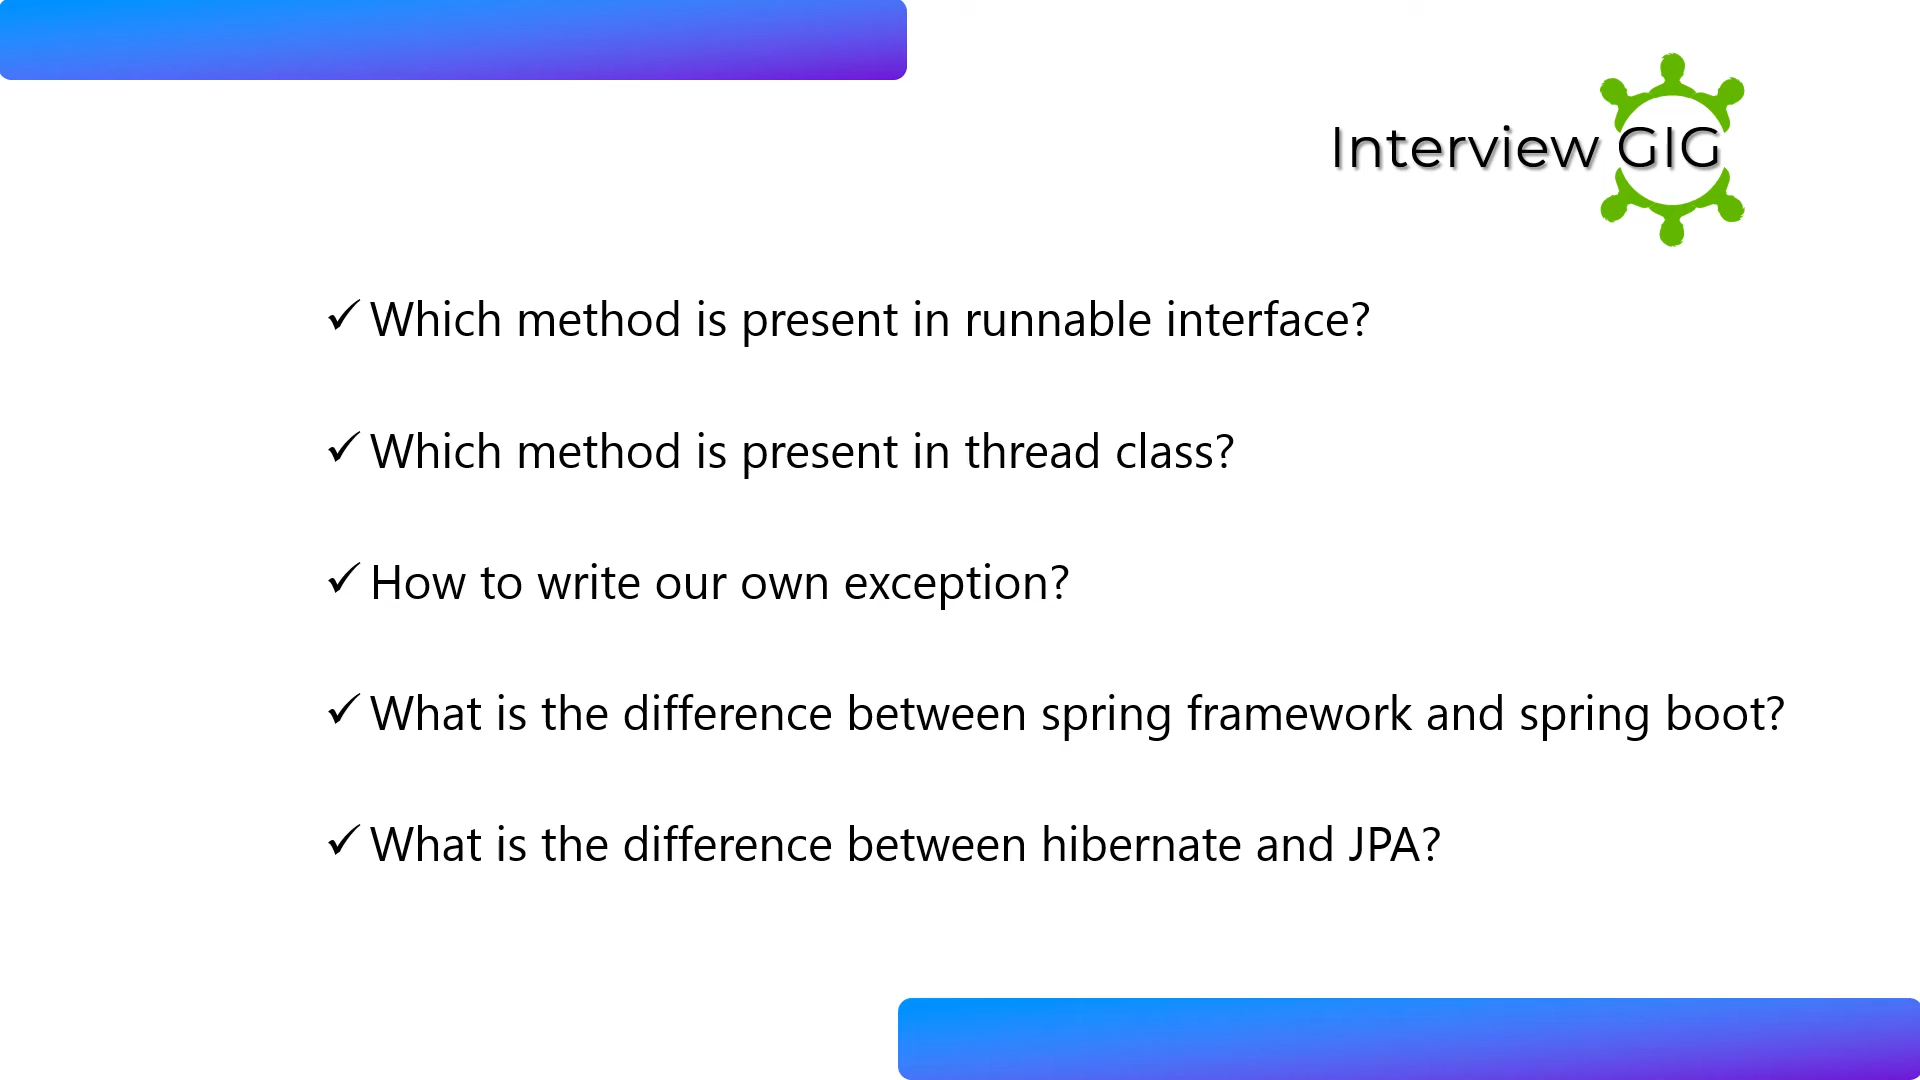 Interview GIG
✓ Which method is present in runnable interface?
✓ Which method is present in thread class?
✓ How to write our own exception?
✓ What is the difference between spring framework and spring boot?
✓ What is the difference between hibernate and JPA?